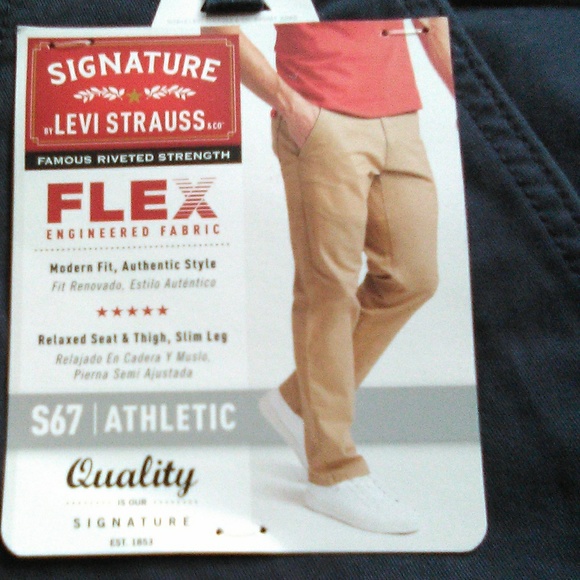 SIGNATURE
BY LEVI STRAUSS & CO
FAMOUS RIVETED STRENGTH
FLEX
ENGINEERED FABRIC
Modern Fit, Authentic Style
Fit Renovado, Estilo Auténtico
Relaxed Seat & Thigh, Slim Leg
Relajado En Cadera Y Muslo,
Pierna Semi Ajustada
S67 | ATHLETIC
Quality
IS OUR
SIGNATURE
EST. 1853